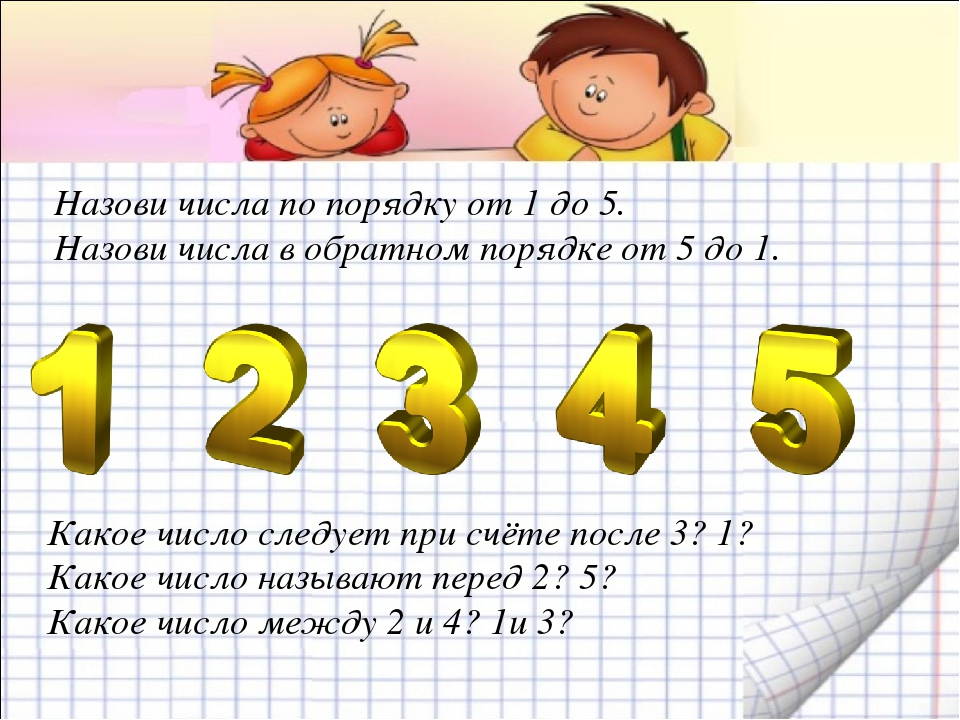 Назови числа по порядку от 1 до 5.
Назови числа в обратном порядке от 5 до 1.
1 2 3 4 5
Какое число следует при счёте после 3? 1?
Какое число называют перед 2? 5?
Какое число между 2 и 4? 1и 3?